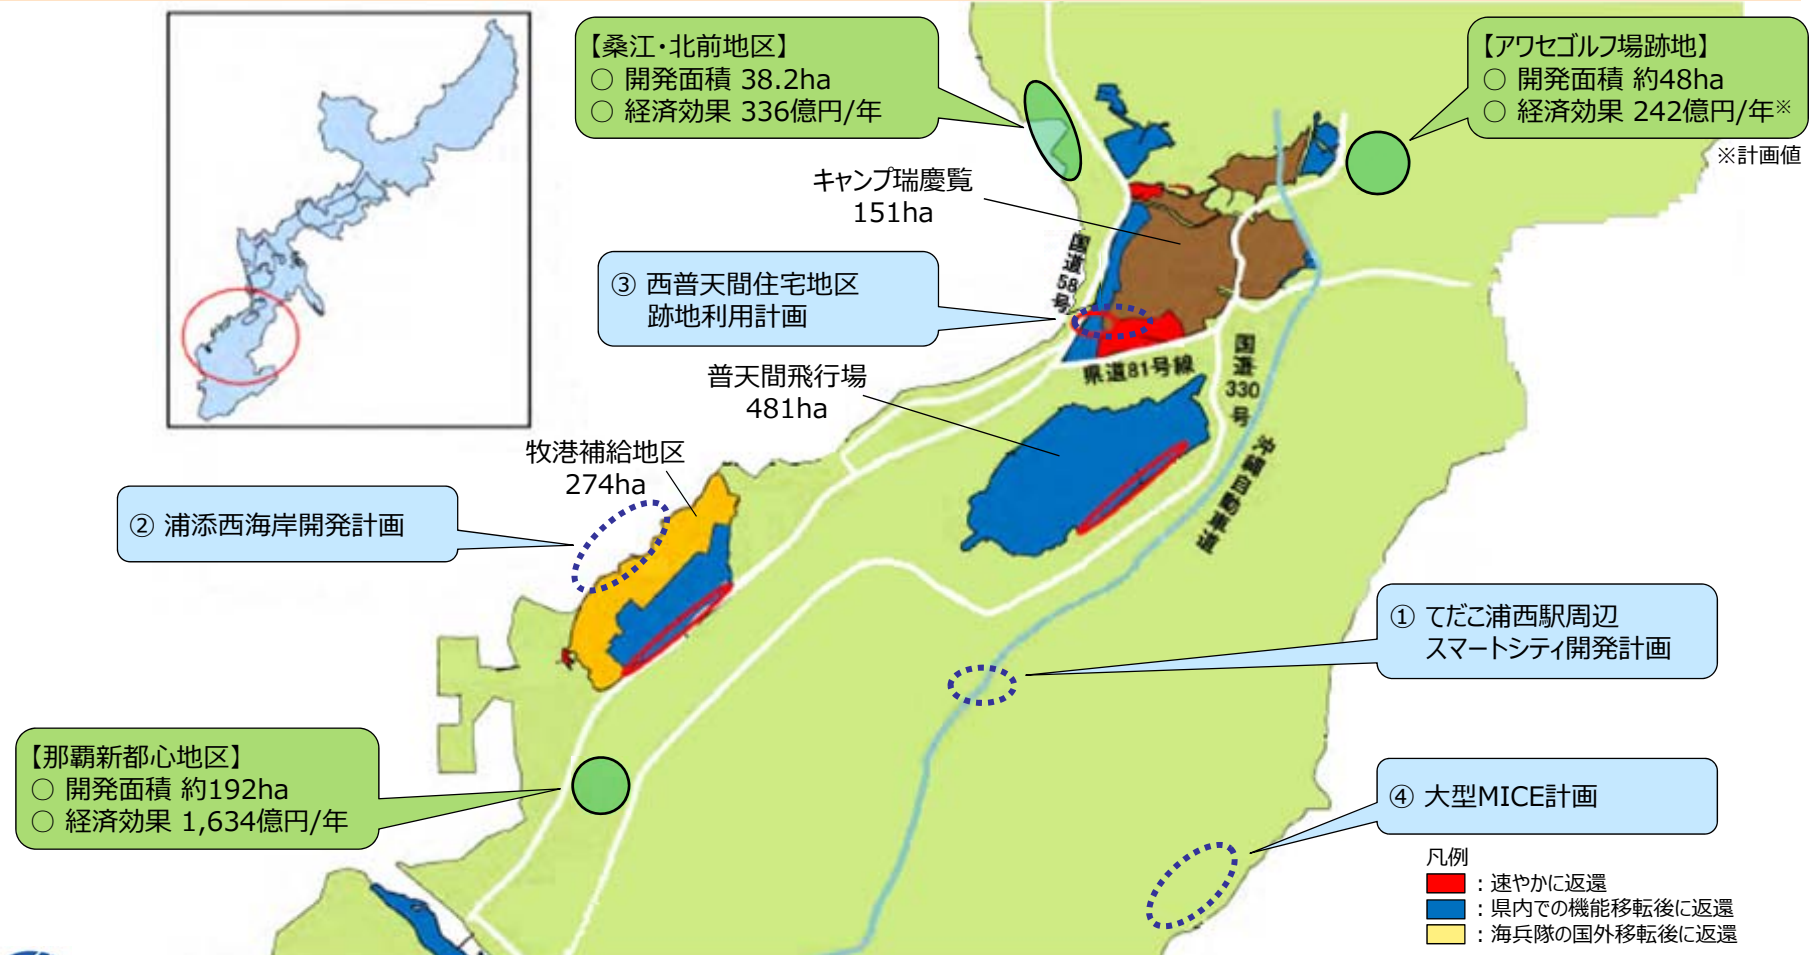 【桑江・北前地区】
○ 開発面積 38.2ha
○ 経済効果 336億円/年
【アワセゴルフ場跡地】
○ 開発面積 約48ha
○ 経済効果 242億円/年※
※計画値
キャンプ瑞慶覧
151ha
国道58号
③ 西普天間住宅地区
跡地利用計画
県道81号線
国道330号
普天間飛行場
481ha
沖縄自動車道
牧港補給地区
274ha
② 浦添西海岸開発計画
① てだこ浦西駅周辺
スマートシティ開発計画
【那覇新都心地区】
○ 開発面積 約192ha
○ 経済効果 1,634億円/年
④ 大型MICE計画
凡例
：速やかに返還
：県内での機能移転後に返還
：海兵隊の国外移転後に返還